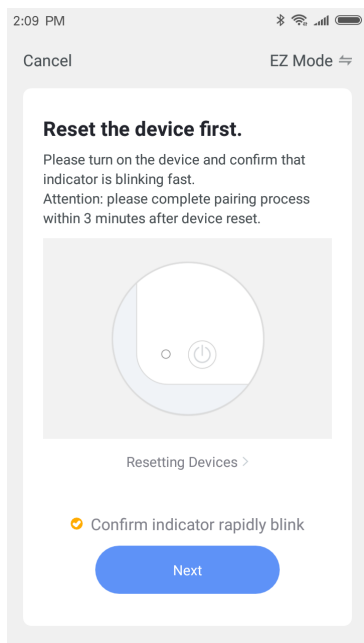 2:09 PM
Cancel
EZ Mode
Reset the device first.
Please turn on the device and confirm that
indicator is blinking fast.
Attention: please complete pairing process
within 3 minutes after device reset.
Resetting Devices
Confirm indicator rapidly blink
Next